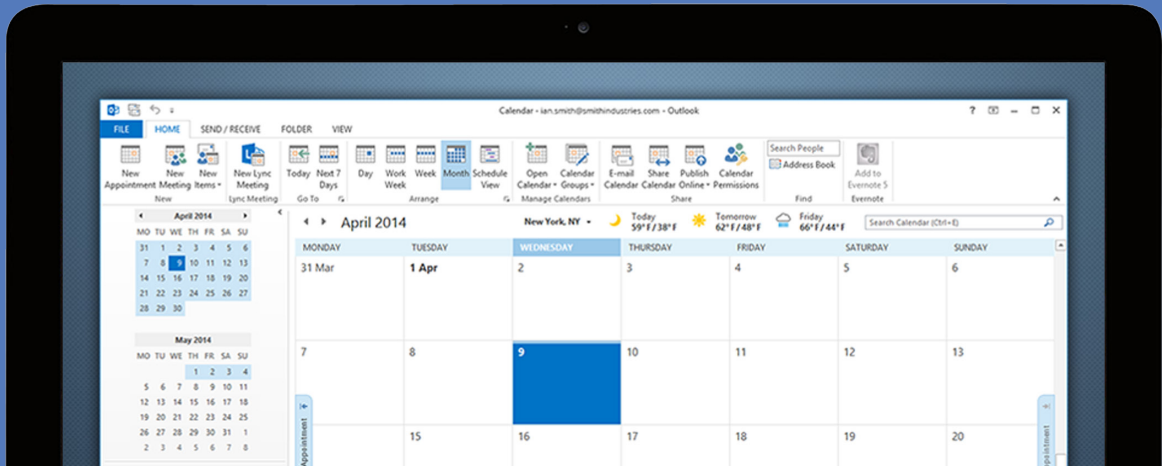 Calendar - ian.smith@smithindustries.com - Outlook
FILE HOME SEND / RECEIVE FOLDER VIEW
New Appointment
New Meeting
New Items
New
New Lync Meeting
Lync Meeting
Today
Next 7 Days
Go To
Day
Work Week
Week
Month
Schedule View
Arrange
Open Calendar
Calendar Groups
Manage Calendars
E-mail Calendar
Share Calendar
Publish Online
Calendar Permissions
Share
Search People
Address Book
Find
Add to Evernote 5
Evernote
April 2014
MO TU WE TH FR SA SU
31 1 2 3 4 5 6
7 8 9 10 11 12 13
14 15 16 17 18 19 20
21 22 23 24 25 26 27
28 29 30
May 2014
MO TU WE TH FR SA SU
1 2 3 4
5 6 7 8 9 10 11
12 13 14 15 16 17 18
19 20 21 22 23 24 25
26 27 28 29 30 31 1
2 3 4 5 6 7 8
April 2014
New York, NY
Today
59°F/38°F
Tomorrow
62°F/48°F
Friday
66°F/44°F
Search Calendar (Ctrl+E)
MONDAY TUESDAY WEDNESDAY THURSDAY FRIDAY SATURDAY SUNDAY
31 Mar 1 Apr 2 3 4 5 6
7 8 9 10 11 12 13
15 16 17 18 19 20
Appointment